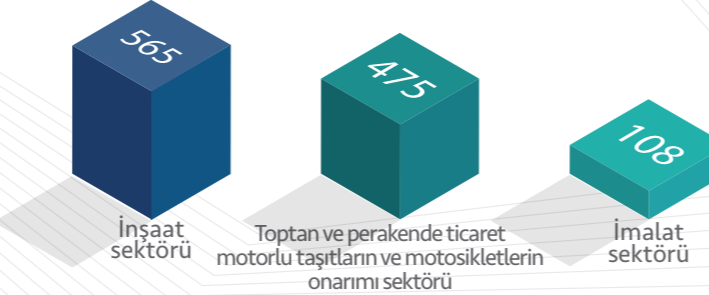 565
İnşaat
sektörü
475
Toptan ve perakende ticaret
motorlu taşıtların ve motosikletlerin
onarımı sektörü
108
İmalat
sektörü